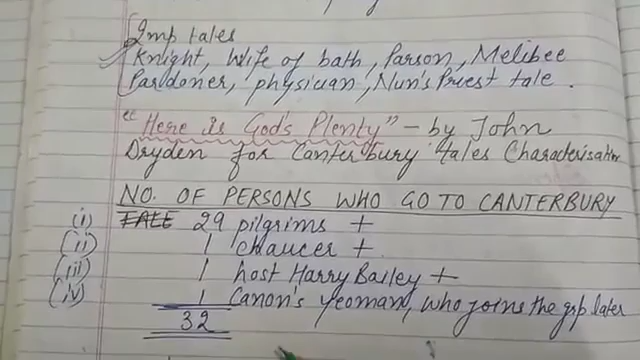 Imp tales
Knight, Wife of bath, Parson, Melibee
Pardoner, physician, Nun's Priest tale.
"Here is God's Plenty" - by John
Dryden for Canterbury tales Characterisation
NO. OF PERSONS WHO GO TO CANTERBURY
(i) TALE 29 pilgrims +
(ii) 1 Chaucer +
(iii) 1 host Harry Bailey +
(iv) 1 Canon's Yeoman, who joins the grp later
32